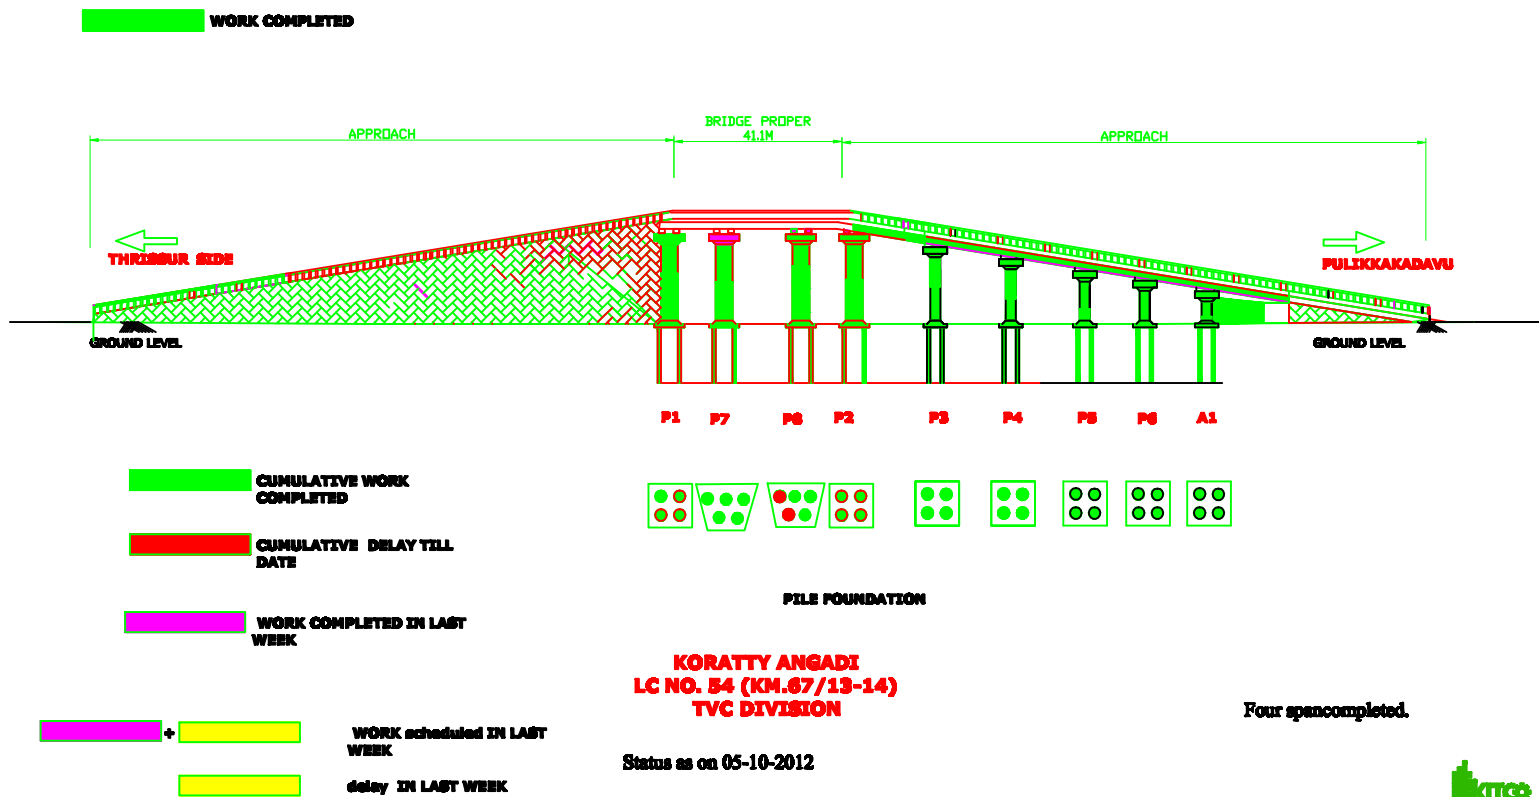 WORK COMPLETED
BRIDGE PROPER
APPROACH
41.1M
APPROACH
THRISSUR SIDE
PULIKKAKADAVU
GROUND LEVEL
GROUND LEVEL
P1 P7 P8 P2 P3 P4 P5 P6 A1
CUMULATIVE WORK
COMPLETED
CUMULATIVE DELAY TILL
DATE
PILE FOUNDATION
WORK COMPLETED IN LAST
WEEK
KORATTY ANGADI
LC NO. 54 (KM.67/13-14)
TVC DIVISION
Four spancompleted.
+ WORK scheduled IN LAST
WEEK
Status as on 05-10-2012
delay IN LAST WEEK
KITCO